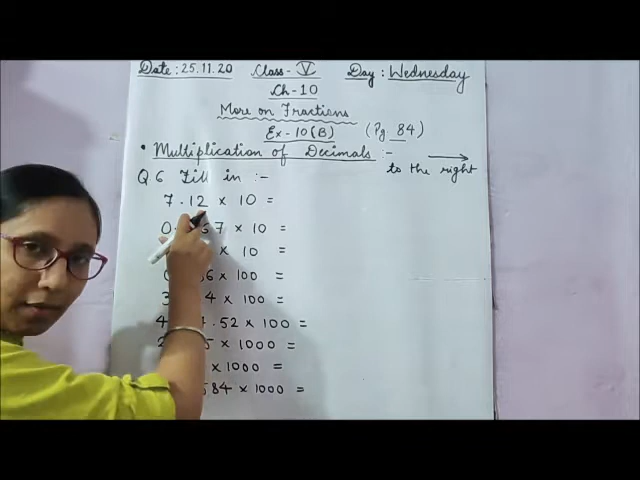 Date: 25.11.20 Class- V Day: Wednesday
Ch-10
More on Fractions
Ex-10(B) (Pg. 84)
• Multiplication of Decimals :-
to the right
Q6 Fill in :-
7.12 × 10 =
7 × 10 =
× 10 =
6 × 100 =
4 × 100 =
.52 × 100 =
× 1000 =
× 1000 =
584 × 1000 =